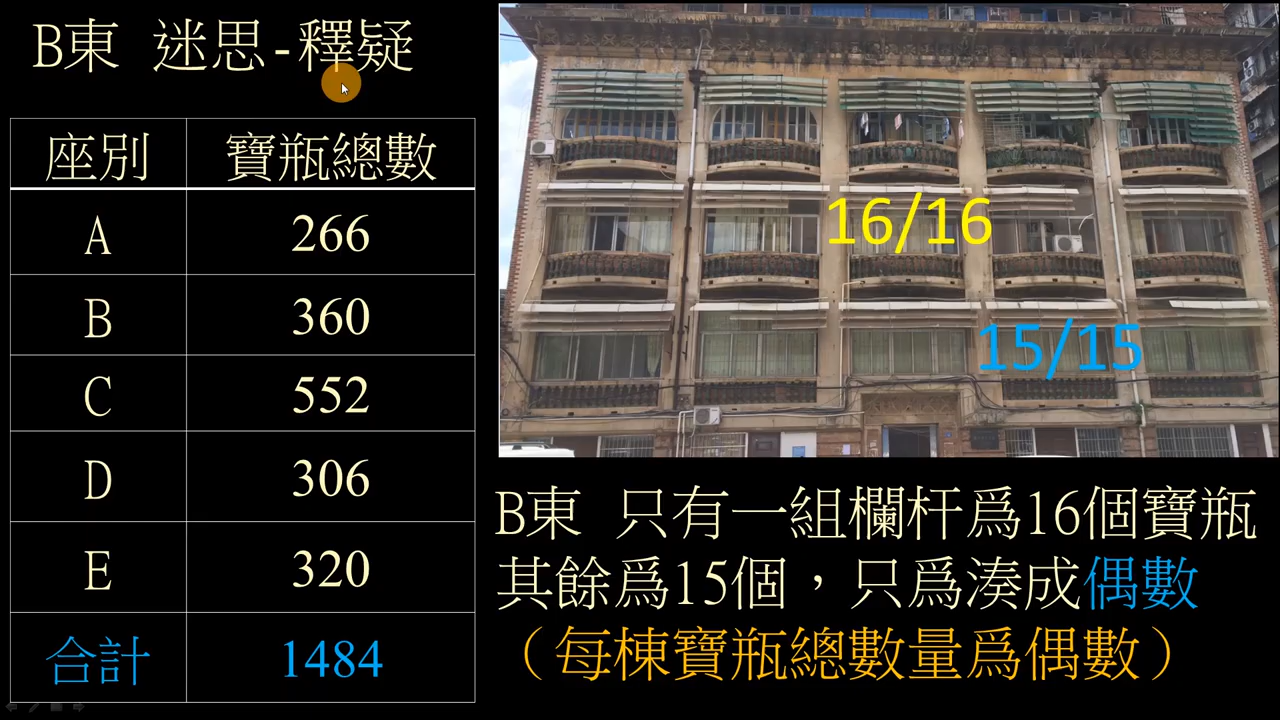 B東 迷思-釋疑
座別 寶瓶總數
A 266
B 360
C 552
D 306
E 320
合計 1484
16/16
15/15
B東 只有一組欄杆爲16個寶瓶
其餘爲15個，只爲湊成偶數
（每棟寶瓶總數量爲偶數）